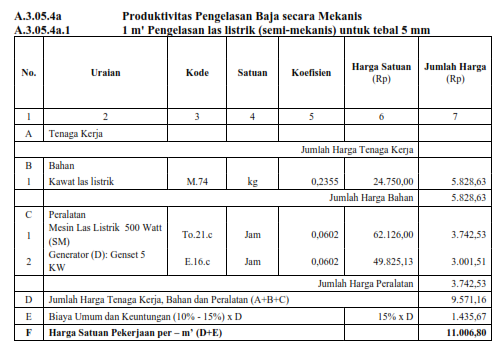 A.3.05.4a Produktivitas Pengelasan Baja secara Mekanis
A.3.05.4a.1 1 m' Pengelasan las listrik (semi-mekanis) untuk tebal 5 mm
No. Uraian Kode Satuan Koefisien Harga Satuan (Rp) Jumlah Harga (Rp)
1 2 3 4 5 6 7
A Tenaga Kerja
Jumlah Harga Tenaga Kerja
B Bahan
1 Kawat las listrik M.74 kg 0,2355 24.750,00 5.828,63
Jumlah Harga Bahan 5.828,63
C Peralatan
1 Mesin Las Listrik 500 Watt (SM) To.21.c Jam 0,0602 62.126,00 3.742,53
2 Generator (D): Genset 5 KW E.16.c Jam 0,0602 49.825,13 3.001,51
Jumlah Harga Peralatan 3.742,53
D Jumlah Harga Tenaga Kerja, Bahan dan Peralatan (A+B+C) 9.571,16
E Biaya Umum dan Keuntungan (10% - 15%) x D 15% x D 1.435,67
F Harga Satuan Pekerjaan per – m' (D+E) 11.006,80